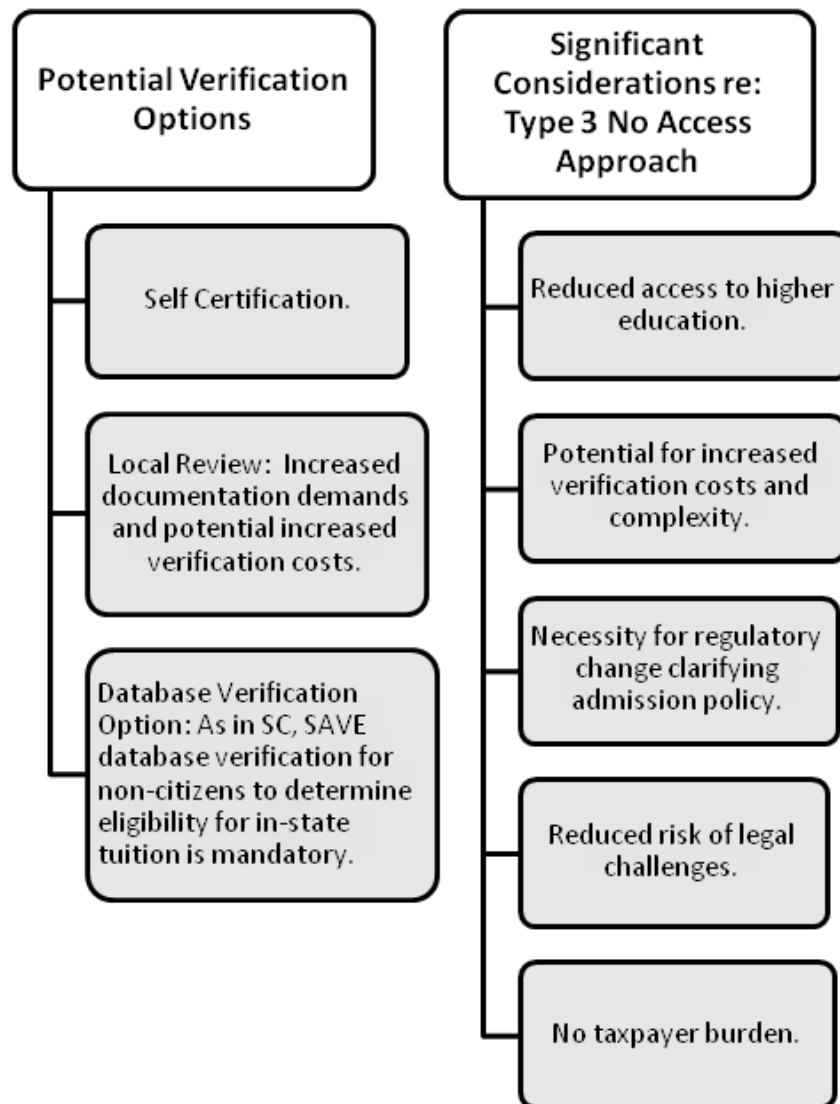 Potential Verification
Options
Self Certification.
Local Review: Increased
documentation demands
and potential increased
verification costs.
Database Verification
Option: As in SC, SAVE
database verification for
non-citizens to determine
eligibility for in-state
tuition is mandatory.
Significant
Considerations re:
Type 3 No Access
Approach
Reduced access to higher
education.
Potential for increased
verification costs and
complexity.
Necessity for regulatory
change clarifying
admission policy.
Reduced risk of legal
challenges.
No taxpayer burden.